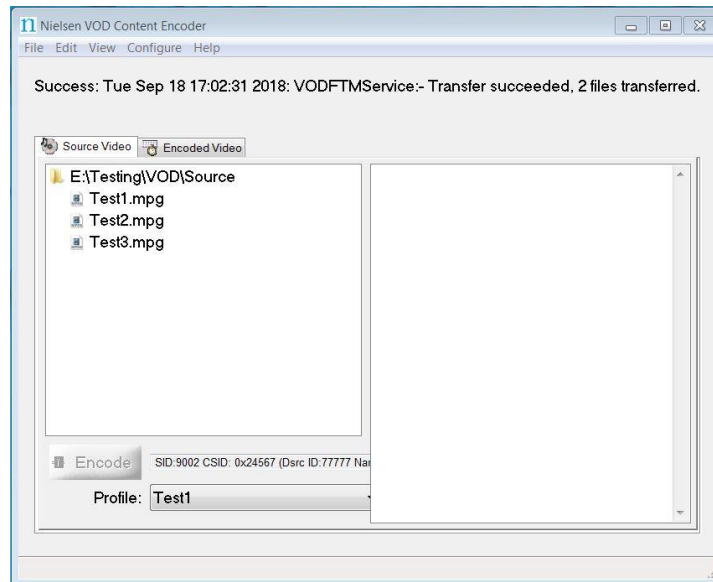 n Nielsen VOD Content Encoder
File Edit View Configure Help
Success: Tue Sep 18 17:02:31 2018: VODFTMService:- Transfer succeeded, 2 files transferred.
Source Video Encoded Video
E:\Testing\VOD\Source
Test1.mpg
Test2.mpg
Test3.mpg
Encode SID:9002 CSID: 0x24567 (Dsrc ID:77777 Nar
Profile: Test1